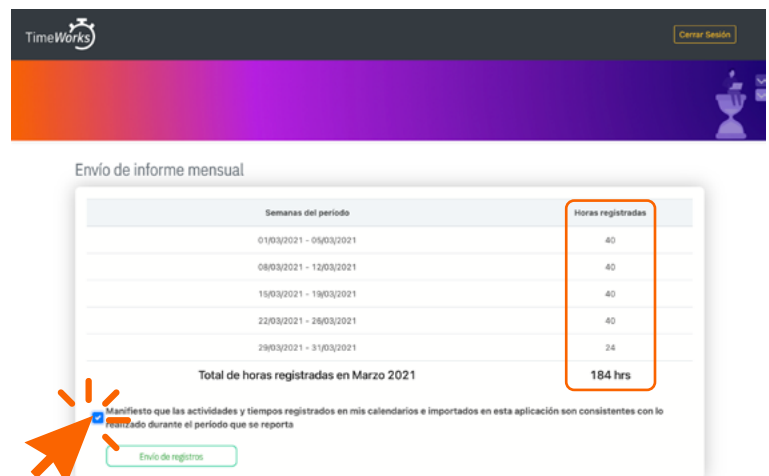 TimeWorks
Cerrar Sesión
Envío de informe mensual
Semanas del periodo Horas registradas
01/03/2021 - 05/03/2021 40
08/03/2021 - 12/03/2021 40
15/03/2021 - 19/03/2021 40
22/03/2021 - 26/03/2021 40
29/03/2021 - 31/03/2021 24
Total de horas registradas en Marzo 2021 184 hrs
Manifiesto que las actividades y tiempos registrados en mis calendarios e importados en esta aplicación son consistentes con lo
realizado durante el periodo que se reporta
Envío de registros